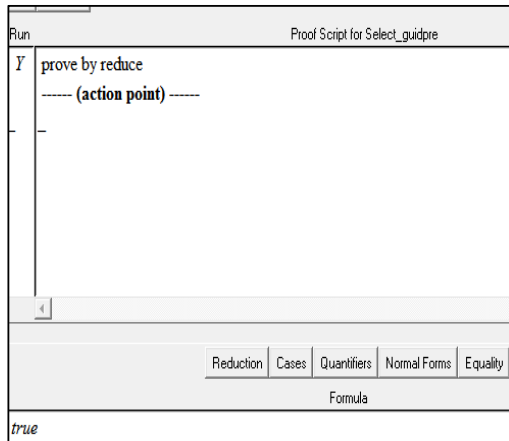 Run Proof Script for Select_guidpre
Y prove by reduce
------ (action point) ------
Reduction Cases Quantifiers Normal Forms Equality
Formula
true